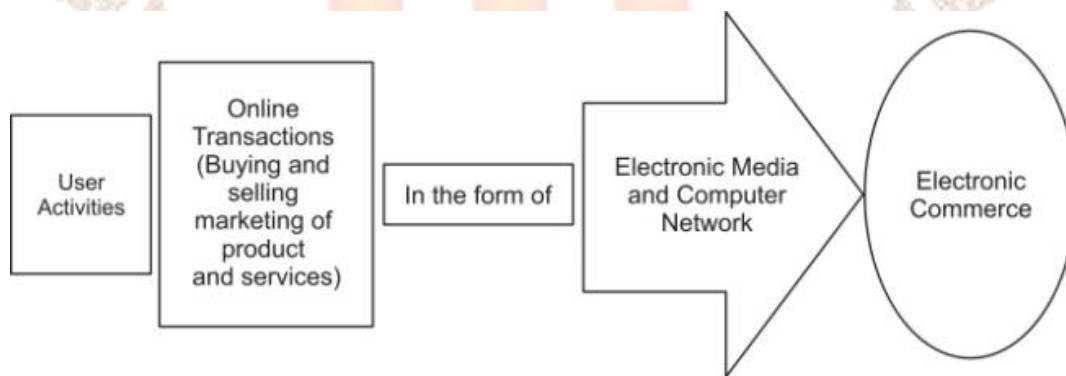 User
Activities
Online
Transactions
(Buying and
selling
marketing of
product
and services)
In the form of
Electronic Media
and Computer
Network
Electronic
Commerce